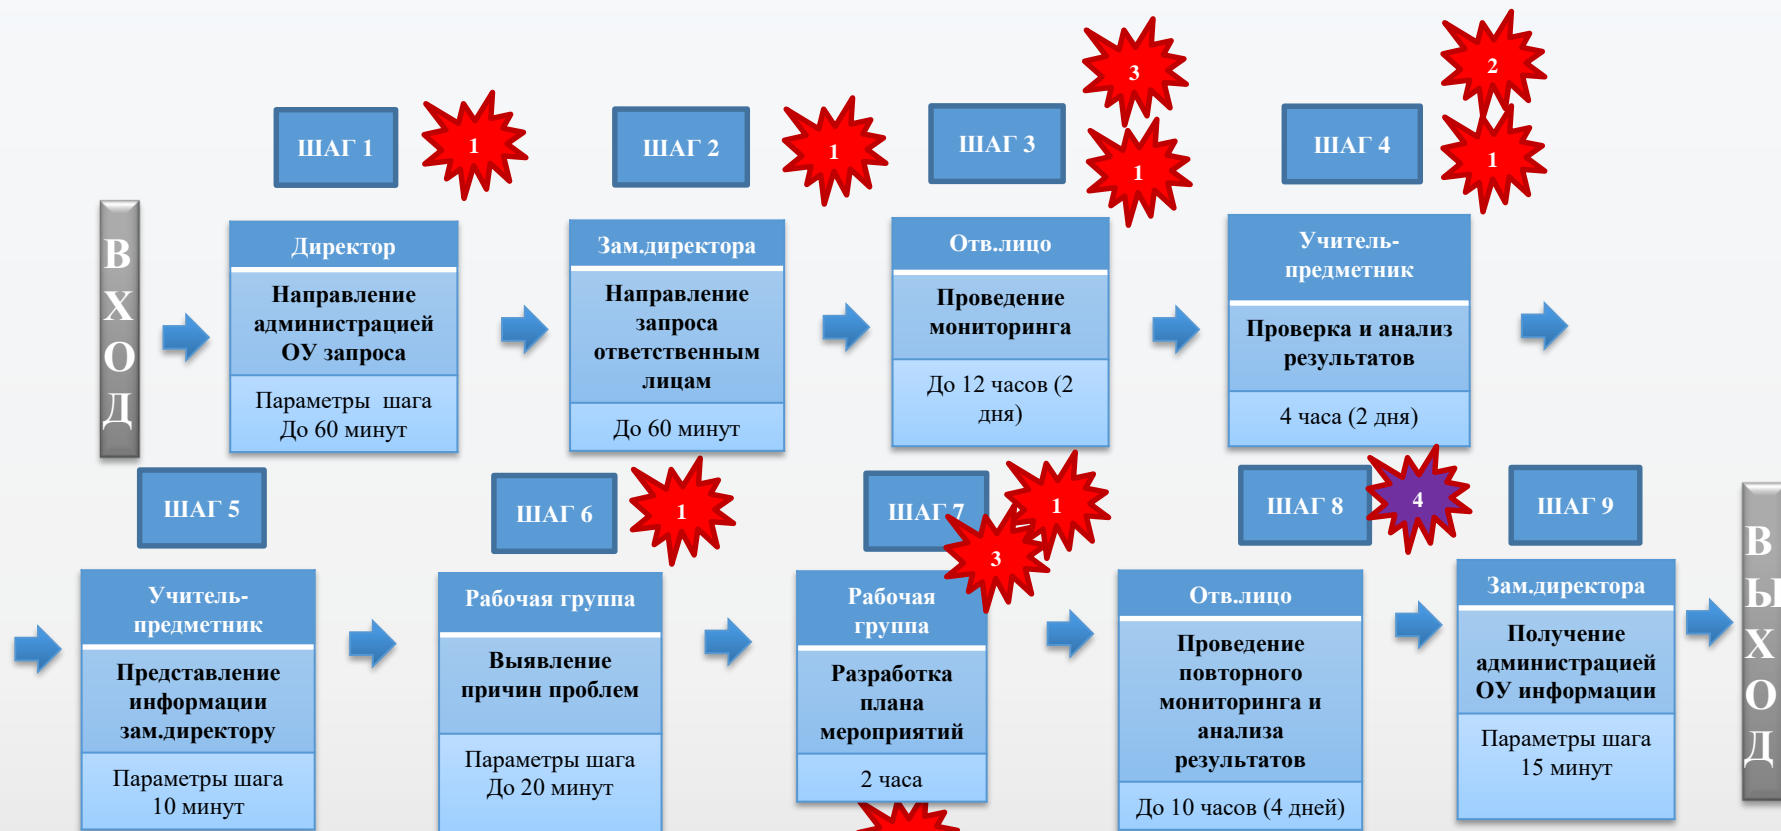 ВХОД
ШАГ 1
1
Директор
Направление
администрацией
ОУ запроса
Параметры шага
До 60 минут
ШАГ 2
1
Зам.директора
Направление
запроса
ответственным
лицам
До 60 минут
ШАГ 3
3
1
Отв.лицо
Проведение
мониторинга
До 12 часов (2
дня)
ШАГ 4
2
1
Учитель-
предметник
Проверка и анализ
результатов
4 часа (2 дня)
ШАГ 5
Учитель-
предметник
Представление
информации
зам.директору
Параметры шага
10 минут
ШАГ 6
1
Рабочая группа
Выявление
причин проблем
Параметры шага
До 20 минут
ШАГ 7
1
3
Рабочая
группа
Разработка
плана
мероприятий
2 часа
ШАГ 8
4
Отв.лицо
Проведение
повторного
мониторинга и
анализа
результатов
До 10 часов (4 дней)
ШАГ 9
Зам.директора
Получение
администрацией
ОУ информации
Параметры шага
15 минут
ВЫХОД